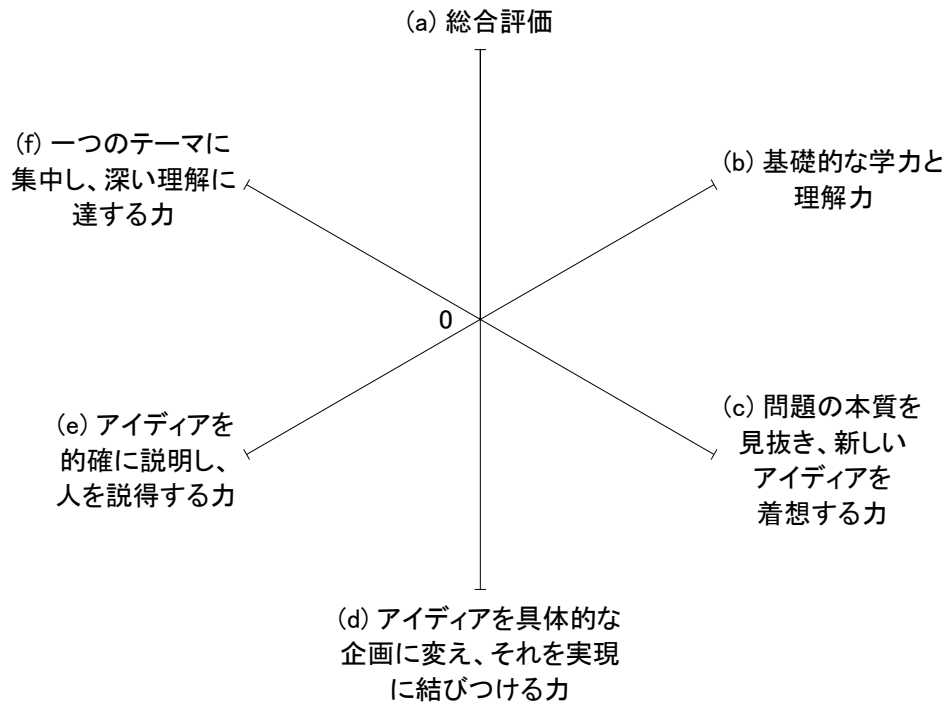 (a) 総合評価
(b) 基礎的な学力と
理解力
(c) 問題の本質を
見抜き、新しい
アイディアを
着想する力
(d) アイディアを具体的な
企画に変え、それを実現
に結びつける力
(e) アイディアを
的確に説明し、
人を説得する力
(f) 一つのテーマに
集中し、深い理解に
達する力
0